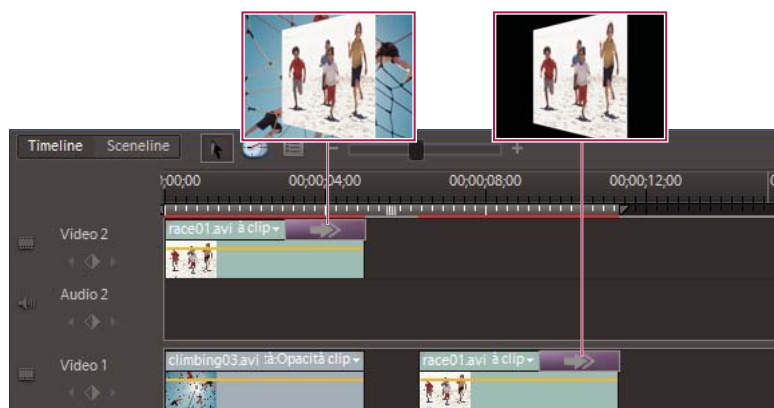 Timeline Sceneline
;00;00 00;00;04;00 00;00;08;00 00;00;12;00
Video 2
race01.avi à clip
Audio 2
Video 1
climbing03.avi :à:Opacità clip
race01.avi à clip